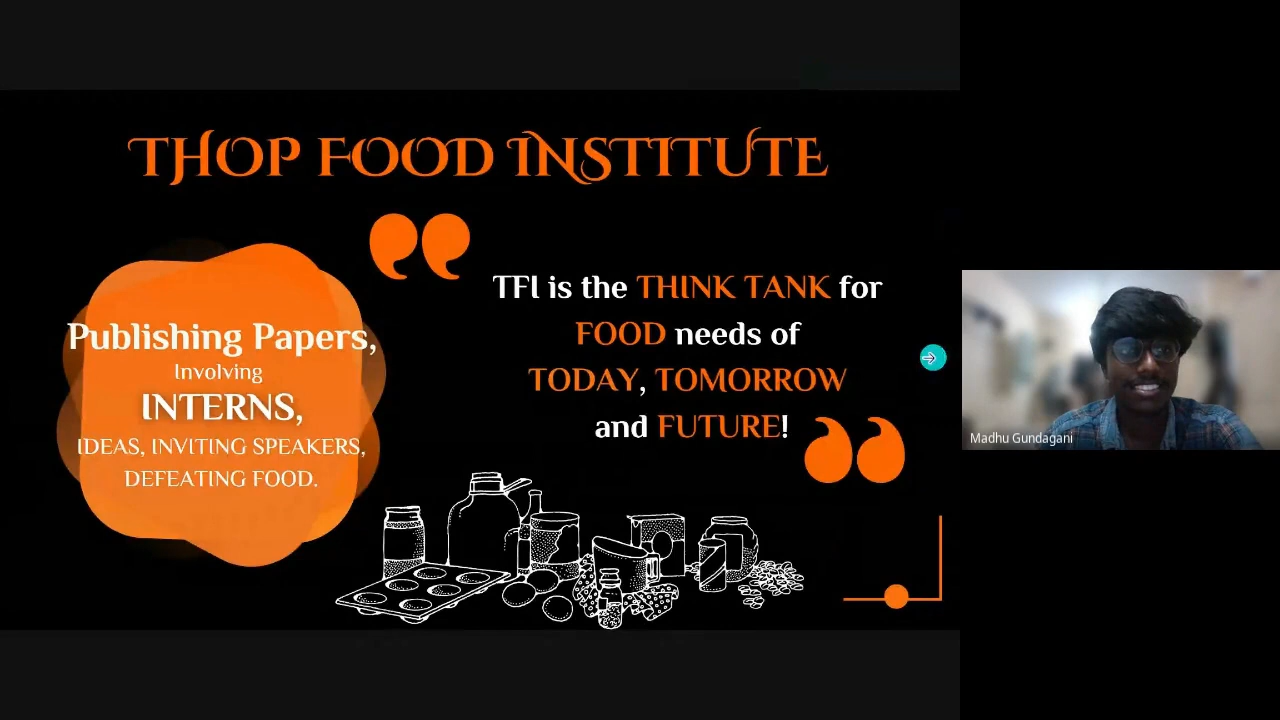 THOP FOOD INSTITUTE
Publishing Papers,
Involving
INTERNS,
IDEAS, INVITING SPEAKERS,
DEFEATING FOOD.
TFI is the THINK TANK for
FOOD needs of
TODAY, TOMORROW
and FUTURE!
Madhu Gundagani